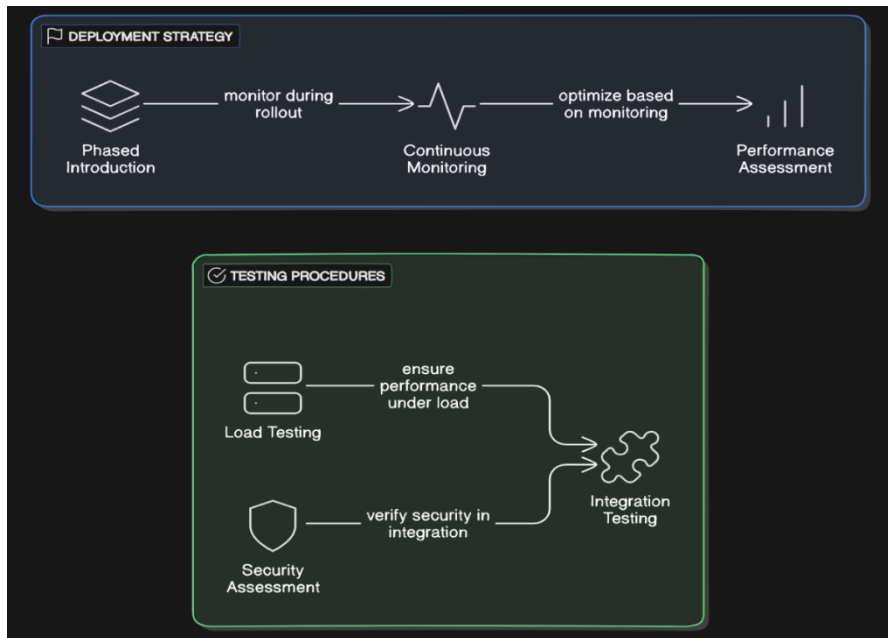 DEPLOYMENT STRATEGY
monitor during
rollout
optimize based
on monitoring
Phased
Introduction
Continuous
Monitoring
Performance
Assessment
TESTING PROCEDURES
ensure
performance
under load
Load Testing
verify security in
integration
Security
Assessment
Integration
Testing